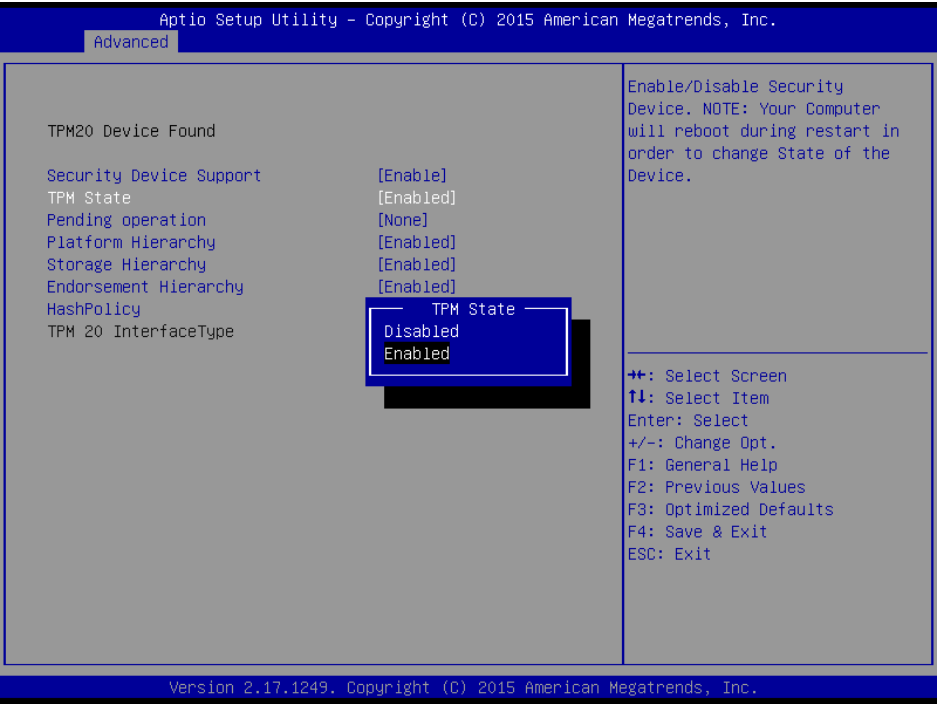 Aptio Setup Utility – Copyright (C) 2015 American Megatrends, Inc.
Advanced
TPM20 Device Found
Security Device Support [Enable]
TPM State [Enabled]
Pending operation [None]
Platform Hierarchy [Enabled]
Storage Hierarchy [Enabled]
Endorsement Hierarchy [Enabled]
HashPolicy
TPM 20 InterfaceType
TPM State
Disabled
Enabled
Enable/Disable Security
Device. NOTE: Your Computer
will reboot during restart in
order to change State of the
Device.
→←: Select Screen
↑↓: Select Item
Enter: Select
+/-: Change Opt.
F1: General Help
F2: Previous Values
F3: Optimized Defaults
F4: Save & Exit
ESC: Exit
Version 2.17.1249. Copyright (C) 2015 American Megatrends, Inc.